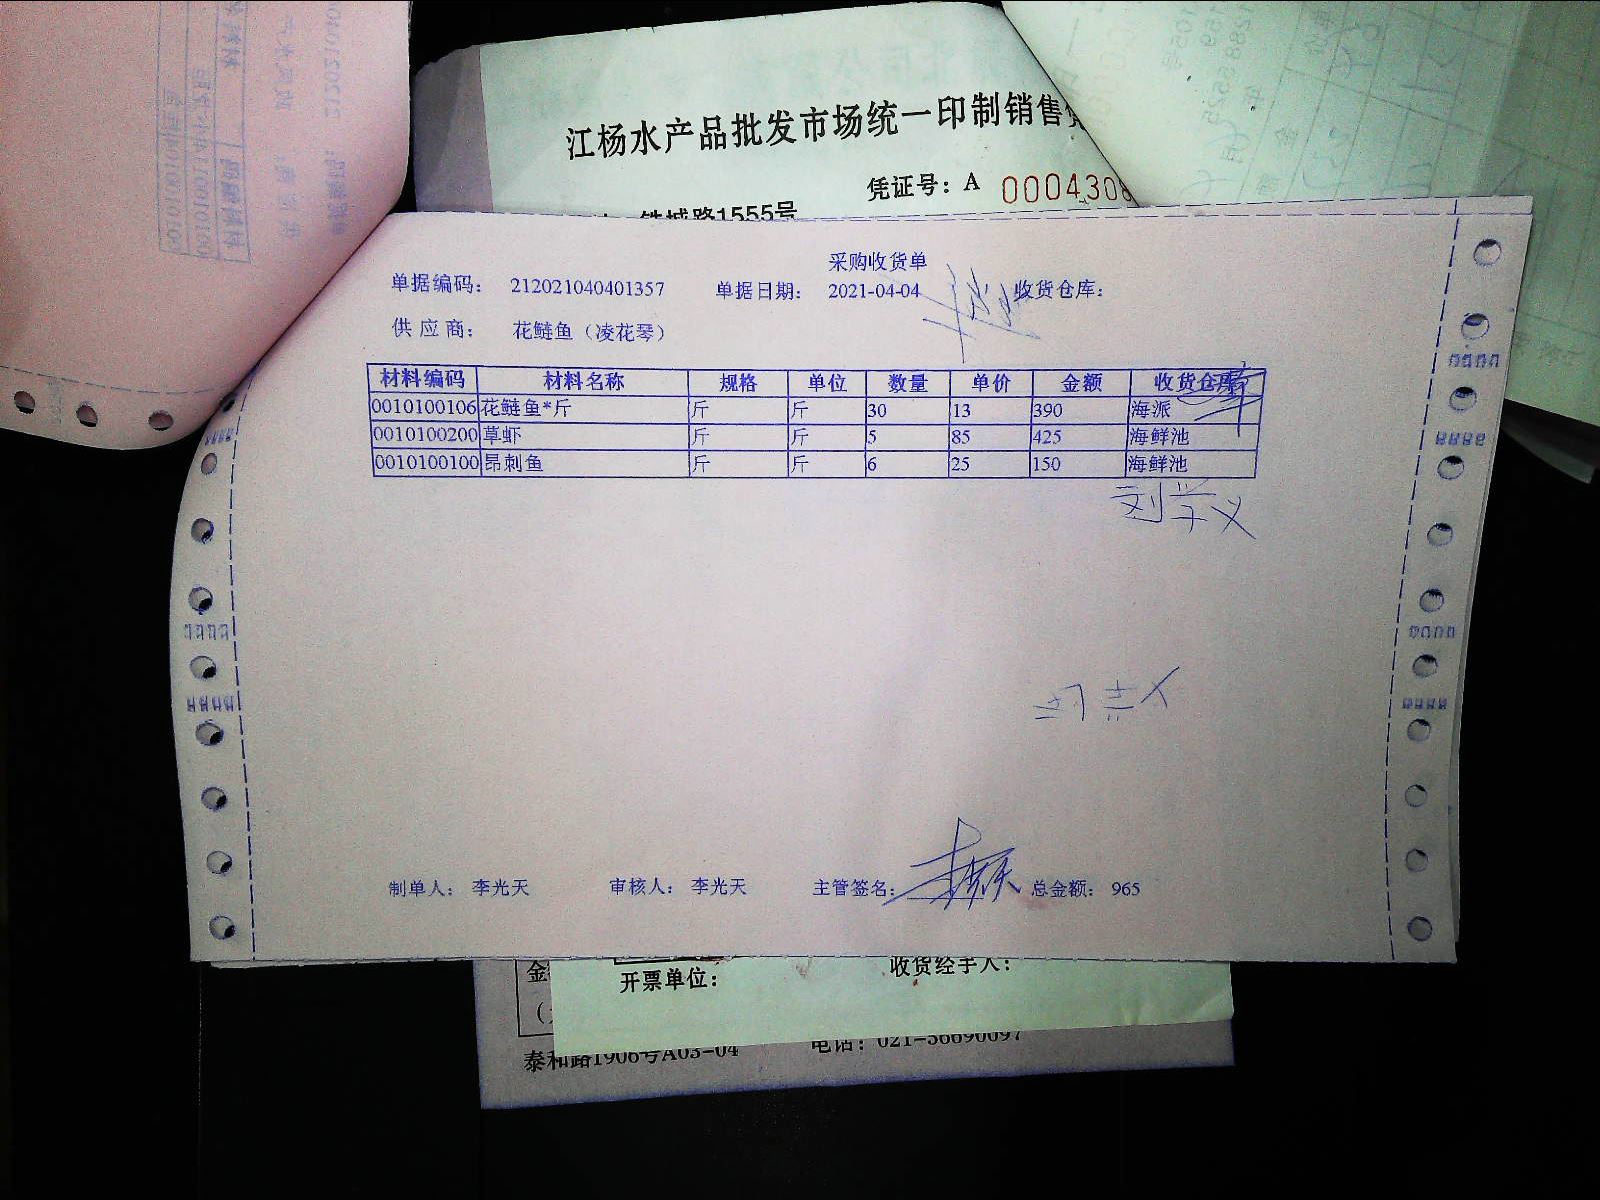 江杨水产品批发市场统一印制销售
凭证号：A 0004308
铁城路1555号
采购收货单
单据编码： 212021040401357 单据日期： 2021-04-04 收货仓库：
供应商： 花鲢鱼（凌花琴）
材料编码 材料名称 规格 单位 数量 单价 金额 收货仓库
0010100106 花鲢鱼*斤 斤 斤 30 13 390 海派
0010100200 草虾 斤 斤 5 85 425 海鲜池
0010100100 昂刺鱼 斤 斤 6 25 150 海鲜池
刘学义
制单人： 李光天 审核人： 李光天 主管签名： 总金额： 965
金
开票单位： 收货经手人：
泰和路1906号A03-04 电话：021-56690097